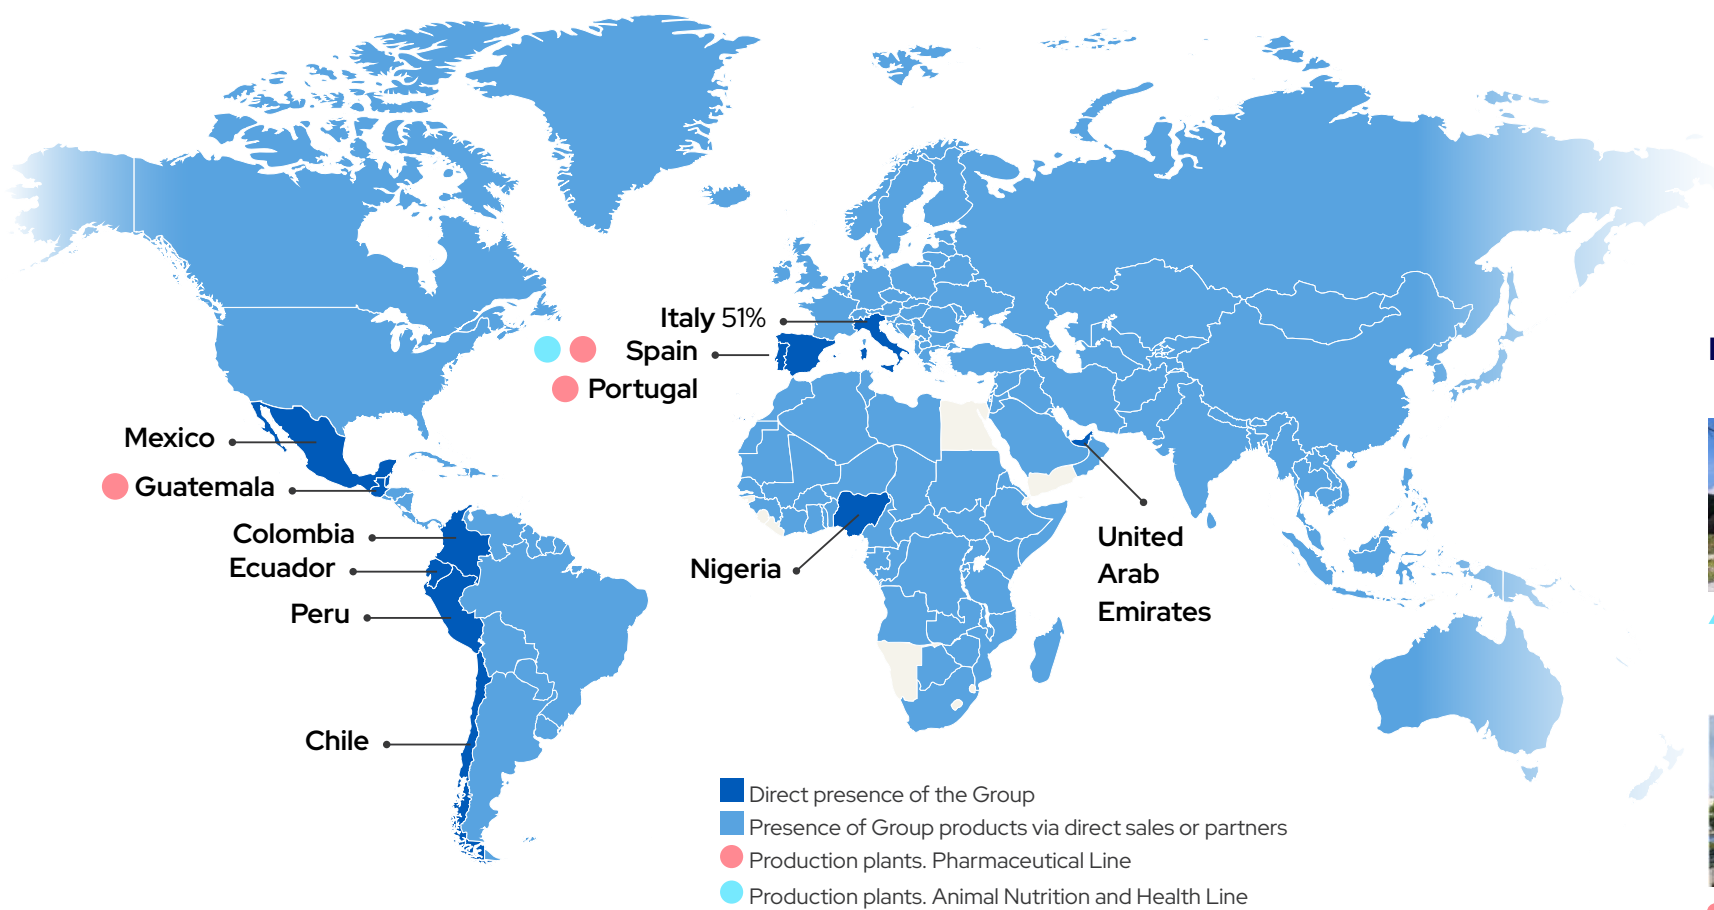 Italy 51%
Spain
Portugal
Mexico
Guatemala
Colombia
Ecuador
Peru
Chile
Nigeria
United
Arab
Emirates
Direct presence of the Group
Presence of Group products via direct sales or partners
Production plants. Pharmaceutical Line
Production plants. Animal Nutrition and Health Line